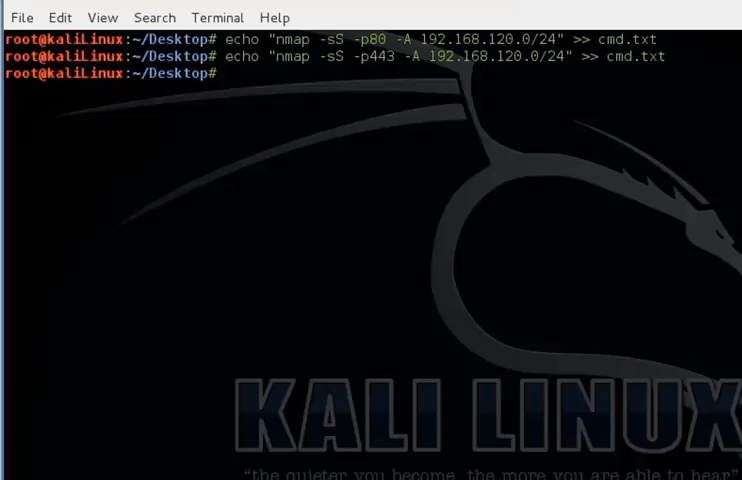 File Edit View Search Terminal Help
root@kaliLinux:~/Desktop# echo "nmap -sS -p80 -A 192.168.120.0/24" >> cmd.txt
root@kaliLinux:~/Desktop# echo "nmap -sS -p443 -A 192.168.120.0/24" >> cmd.txt
root@kaliLinux:~/Desktop#
KALI LINUX
"the quieter you become, the more you are able to hear"